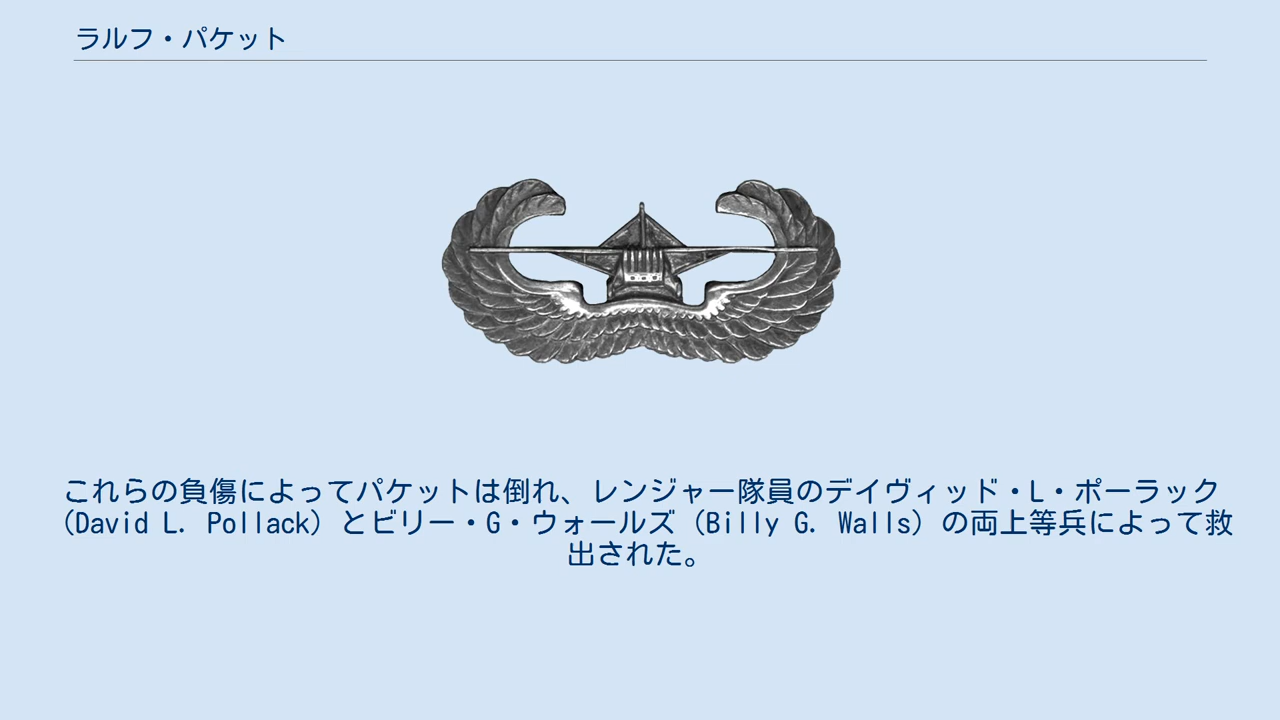 ラルフ・パケット
これらの負傷によってパケットは倒れ、レンジャー隊員のデイヴィッド・L・ポーラック
（David L. Pollack）とビリー・G・ウォールズ（Billy G. Walls）の両上等兵によって救
出された。